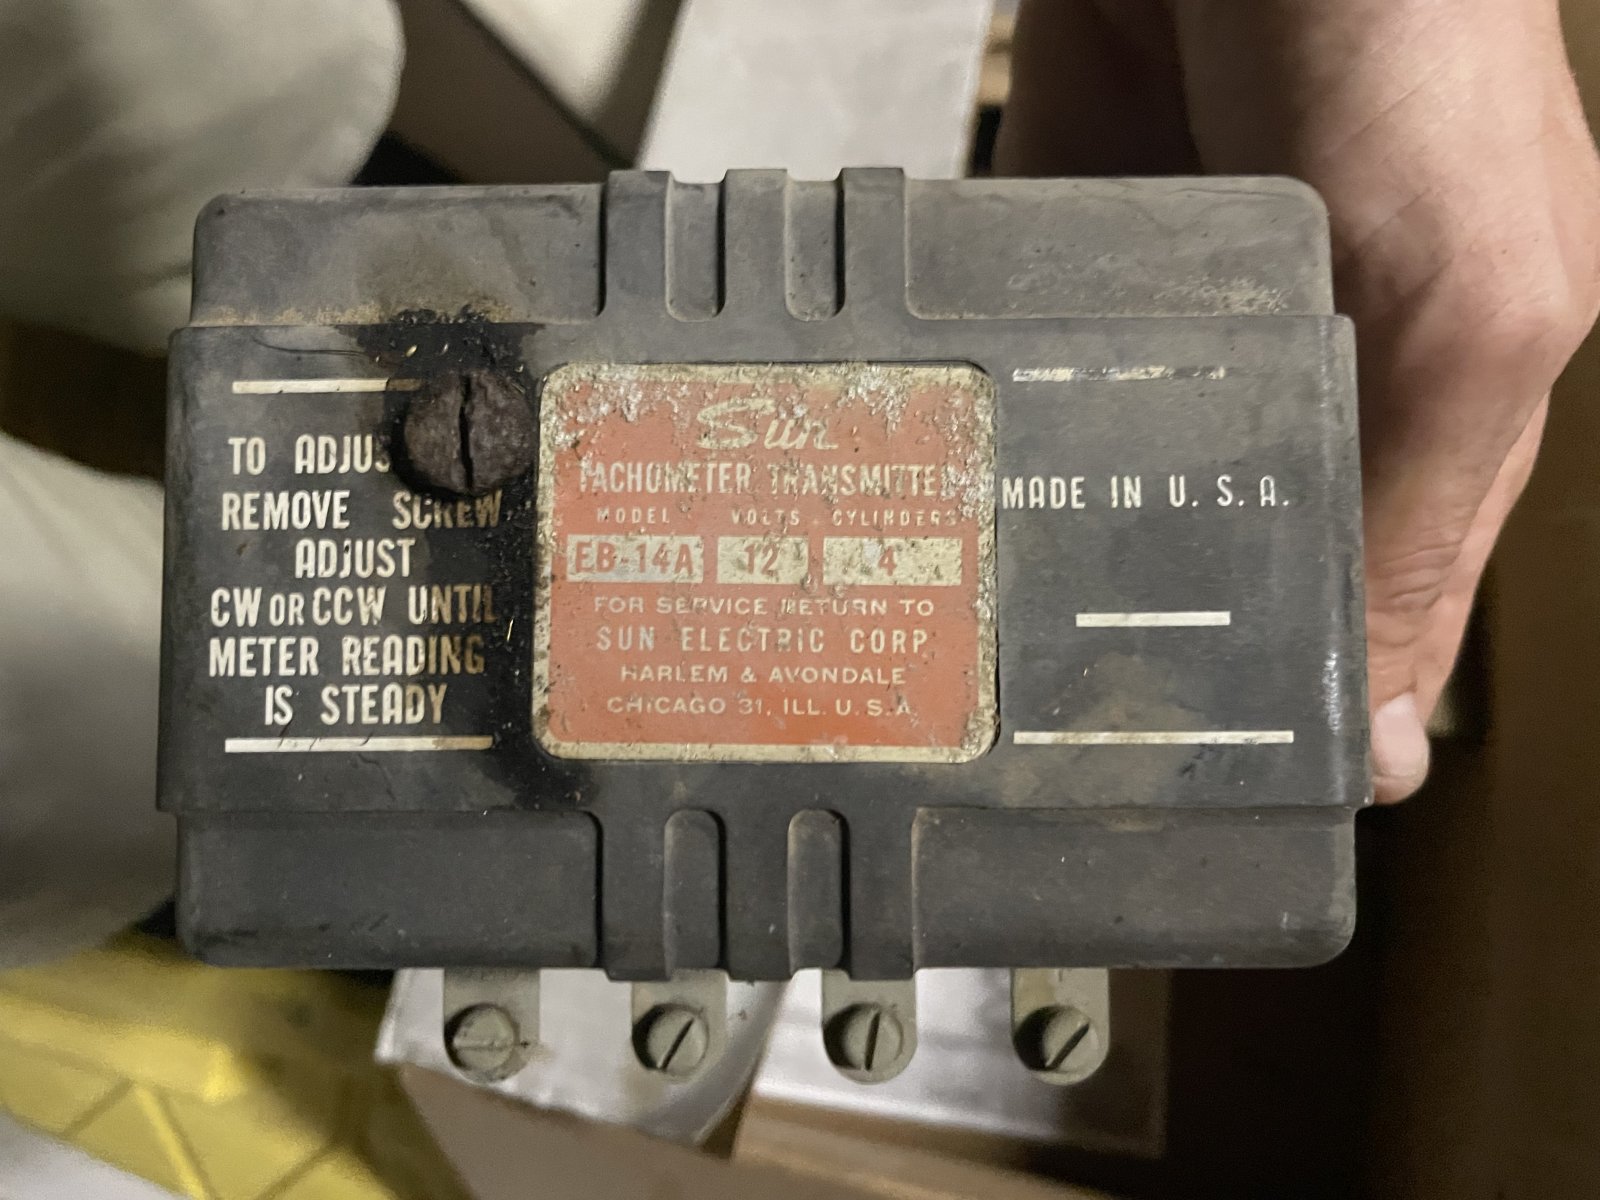 TO ADJUS
REMOVE SCREW
ADJUST
CW OR CCW UNTIL
METER READING
IS STEADY
Sun
TACHOMETER TRANSMITTER
MODEL VOLTS CYLINDERS
EB-14A 12 4
FOR SERVICE RETURN TO
SUN ELECTRIC CORP.
HARLEM & AVONDALE
CHICAGO 31, ILL. U.S.A.
MADE IN U.S.A.